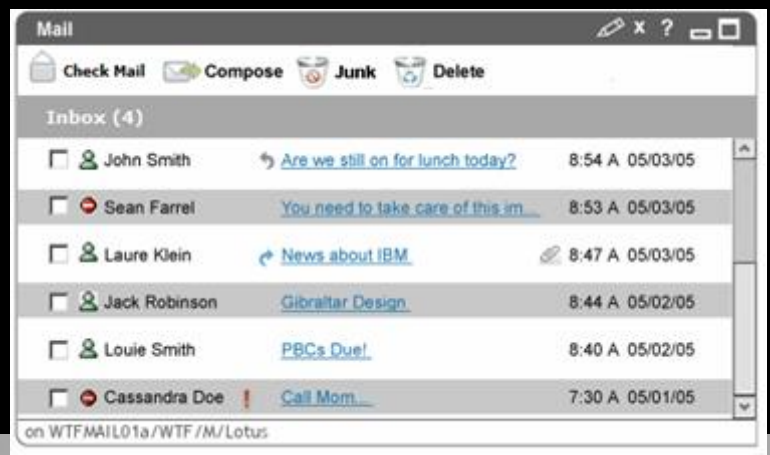 Mail x ?
Check Mail Compose Junk Delete
Inbox (4)
John Smith Are we still on for lunch today? 8:54 A 05/03/05
Sean Farrel You need to take care of this im... 8:53 A 05/03/05
Laure Klein News about IBM 8:47 A 05/03/05
Jack Robinson Gibraltar Design 8:44 A 05/02/05
Louie Smith PBCs Due! 8:40 A 05/02/05
Cassandra Doe ! Call Mom... 7:30 A 05/01/05
on WTFMAIL01a/WTF/M/Lotus